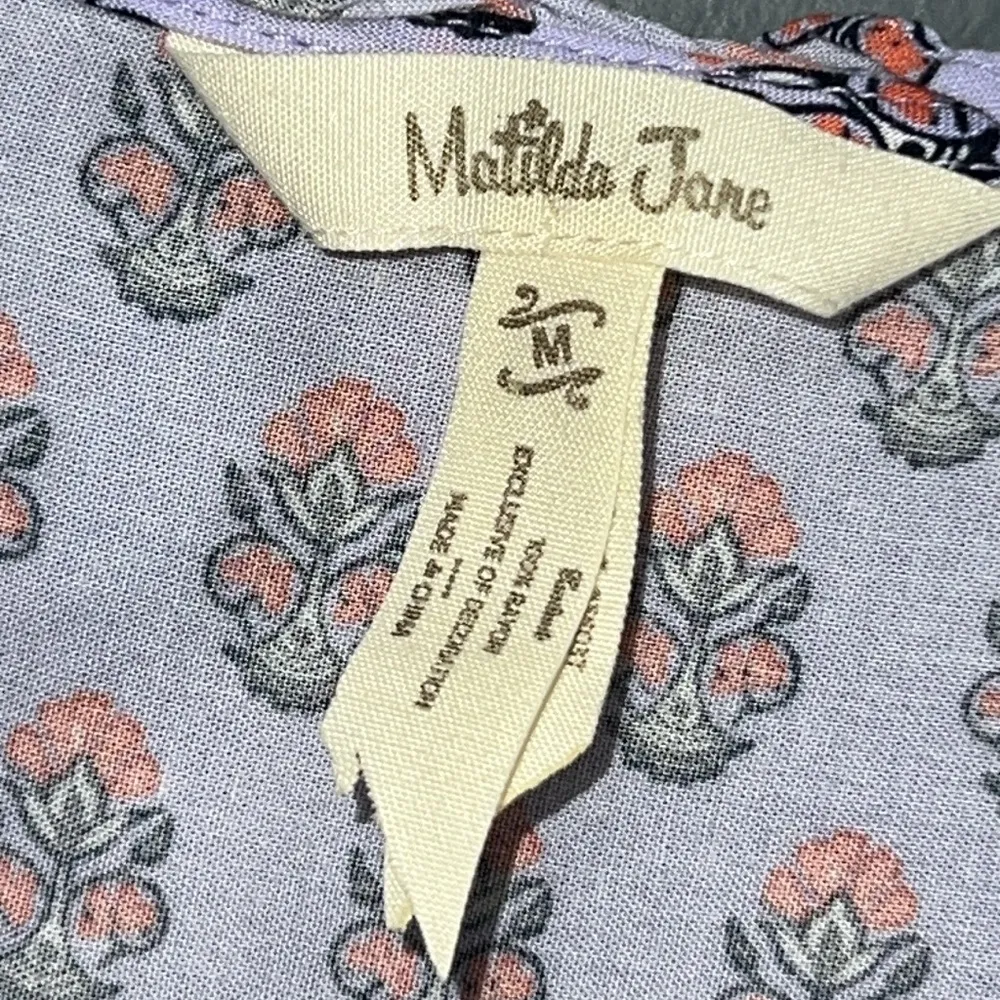 Matilda Jane
M
100% RAYON
EXCLUSIVE OF DECORATION
MADE in CHINA